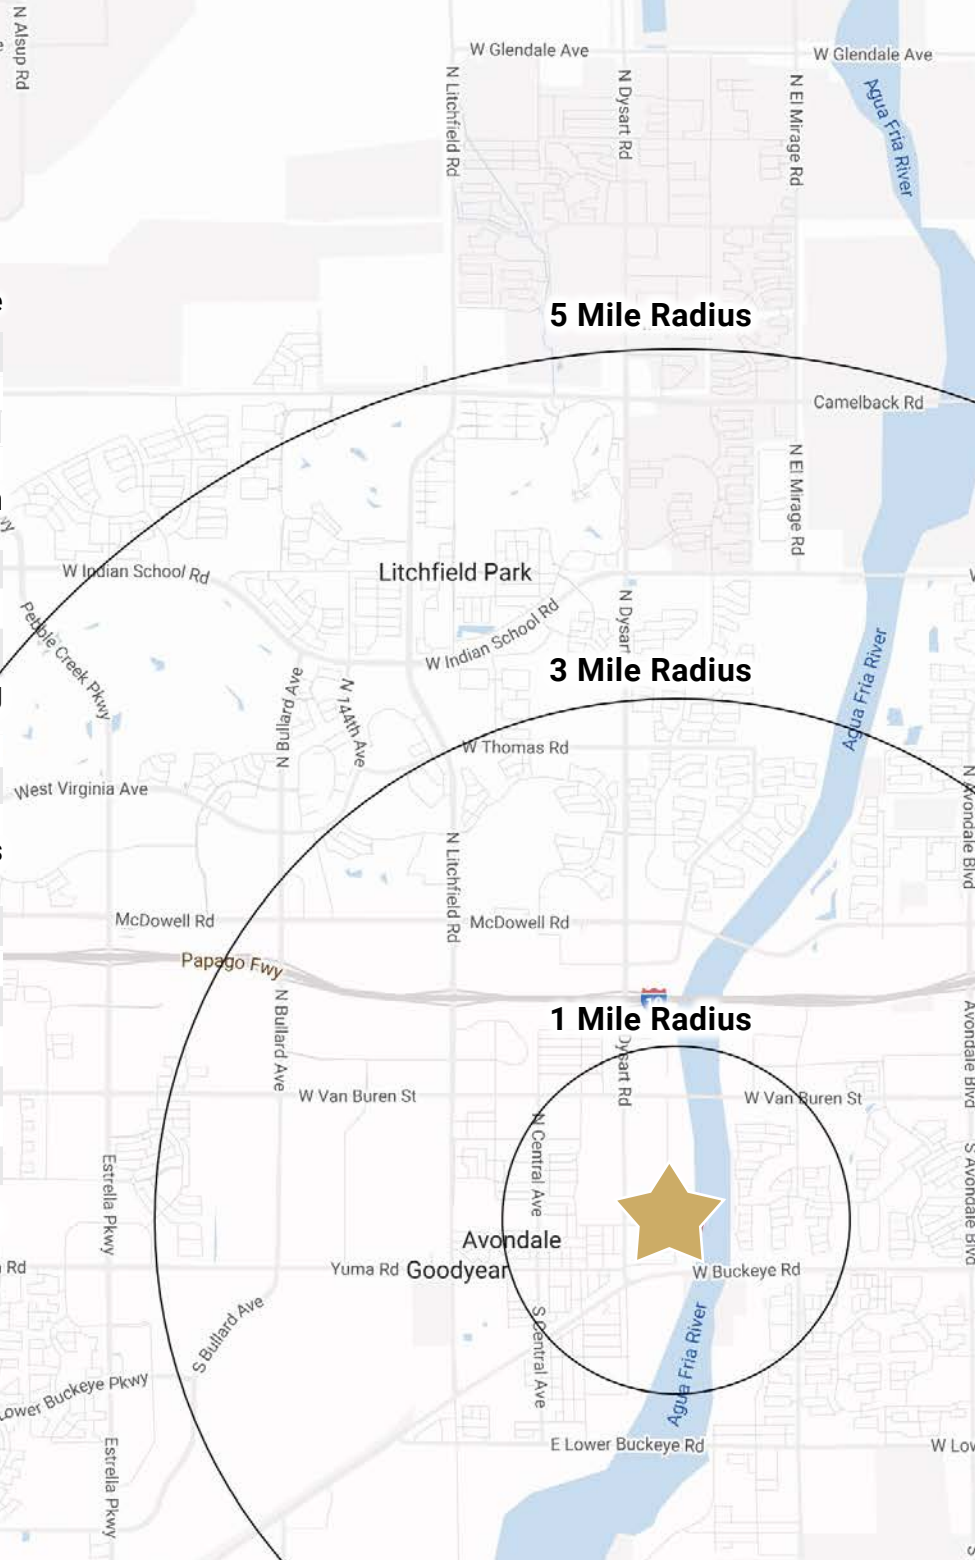 N Alsup Rd
W Glendale Ave
W Glendale Ave
N Litchfield Rd
N Dysart Rd
N El Mirage Rd
Agua Fria River
5 Mile Radius
Camelback Rd
N El Mirage Rd
W Indian School Rd
Litchfield Park
Pebble Creek Pkwy
N Dysart
W Indian School Rd
Agua Fria River
3 Mile Radius
N Bullard Ave
N 144th Ave
W Thomas Rd
West Virginia Ave
N Avondale Blvd
N Litchfield Rd
McDowell Rd
McDowell Rd
Papago Fwy
N Bullard Ave
1 Mile Radius
Dysart Rd
Avondale Blvd
W Van Buren St
W Van Buren St
N Central Ave
S Avondale Blvd
Estrella Pkwy
Avondale
Rd
Yuma Rd
Goodyear
W Buckeye Rd
S Bullard Ave
S Central Ave
Agua Fria River
Lower Buckeye Pkwy
Estrella Pkwy
E Lower Buckeye Rd
W Lov